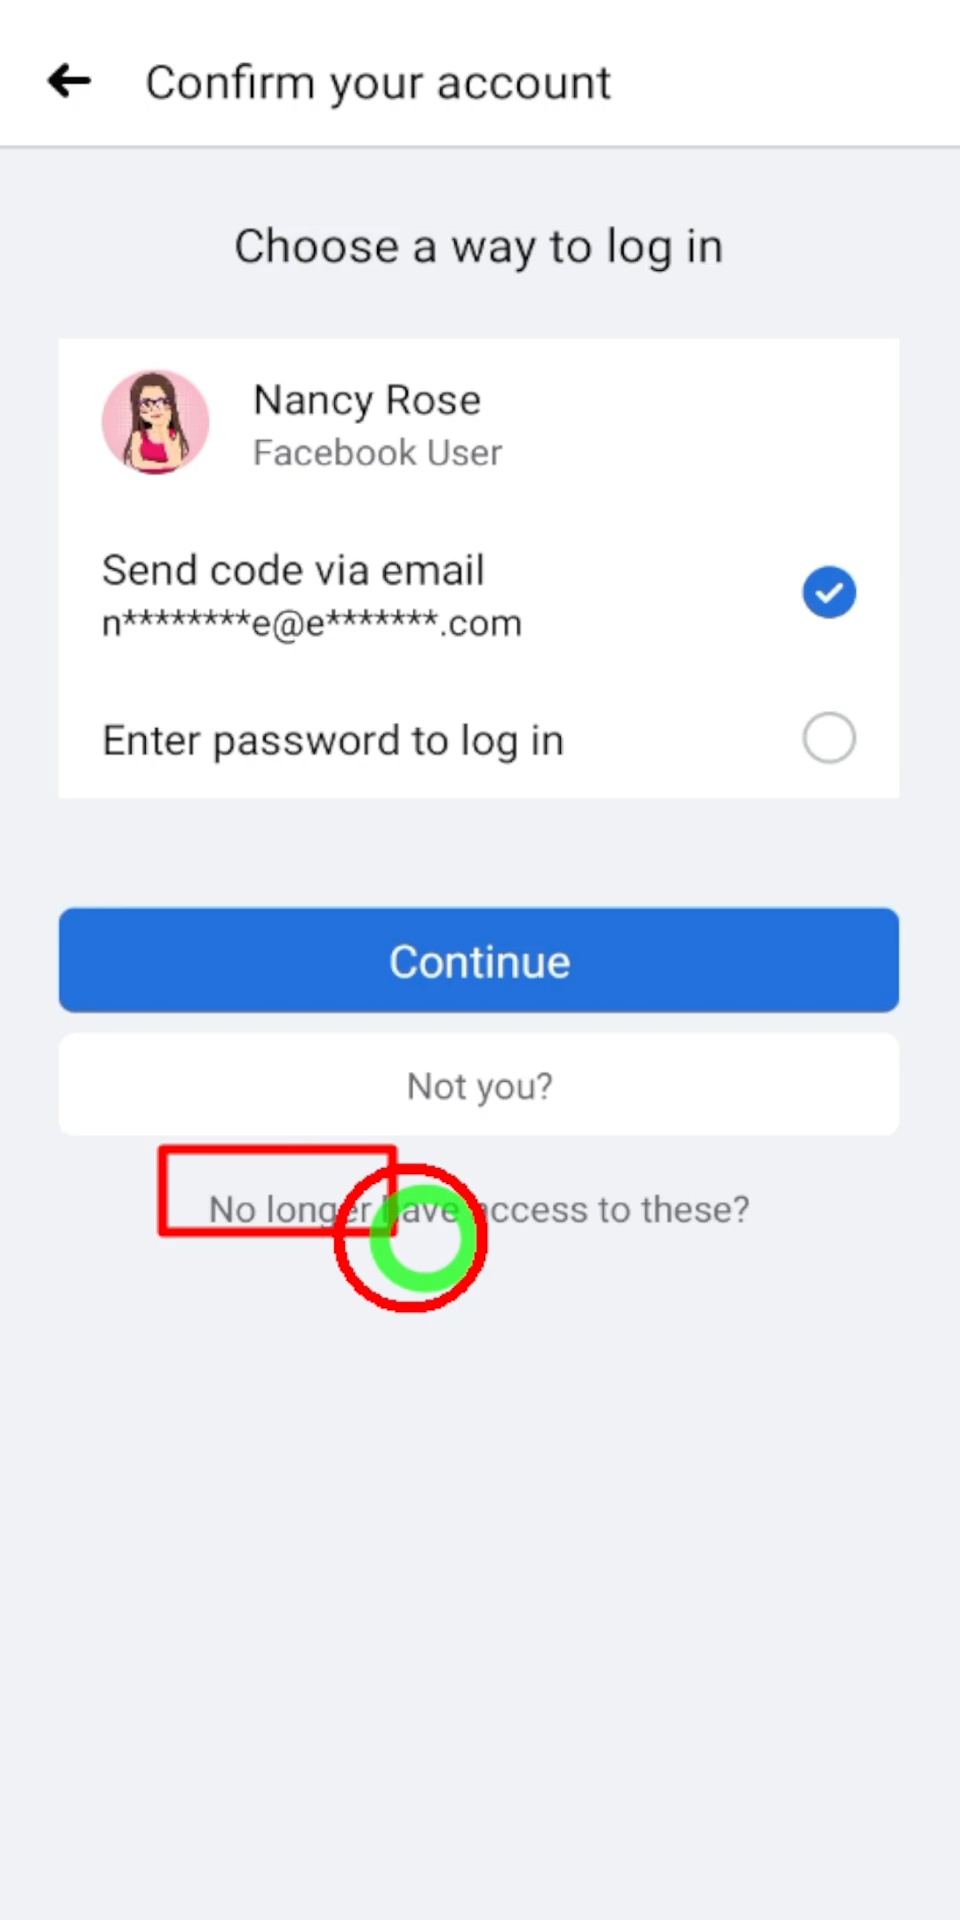 Confirm your account
Choose a way to log in
Nancy Rose
Facebook User
Send code via email
n********e@e*******.com
Enter password to log in
Continue
Not you?
No longer have access to these?